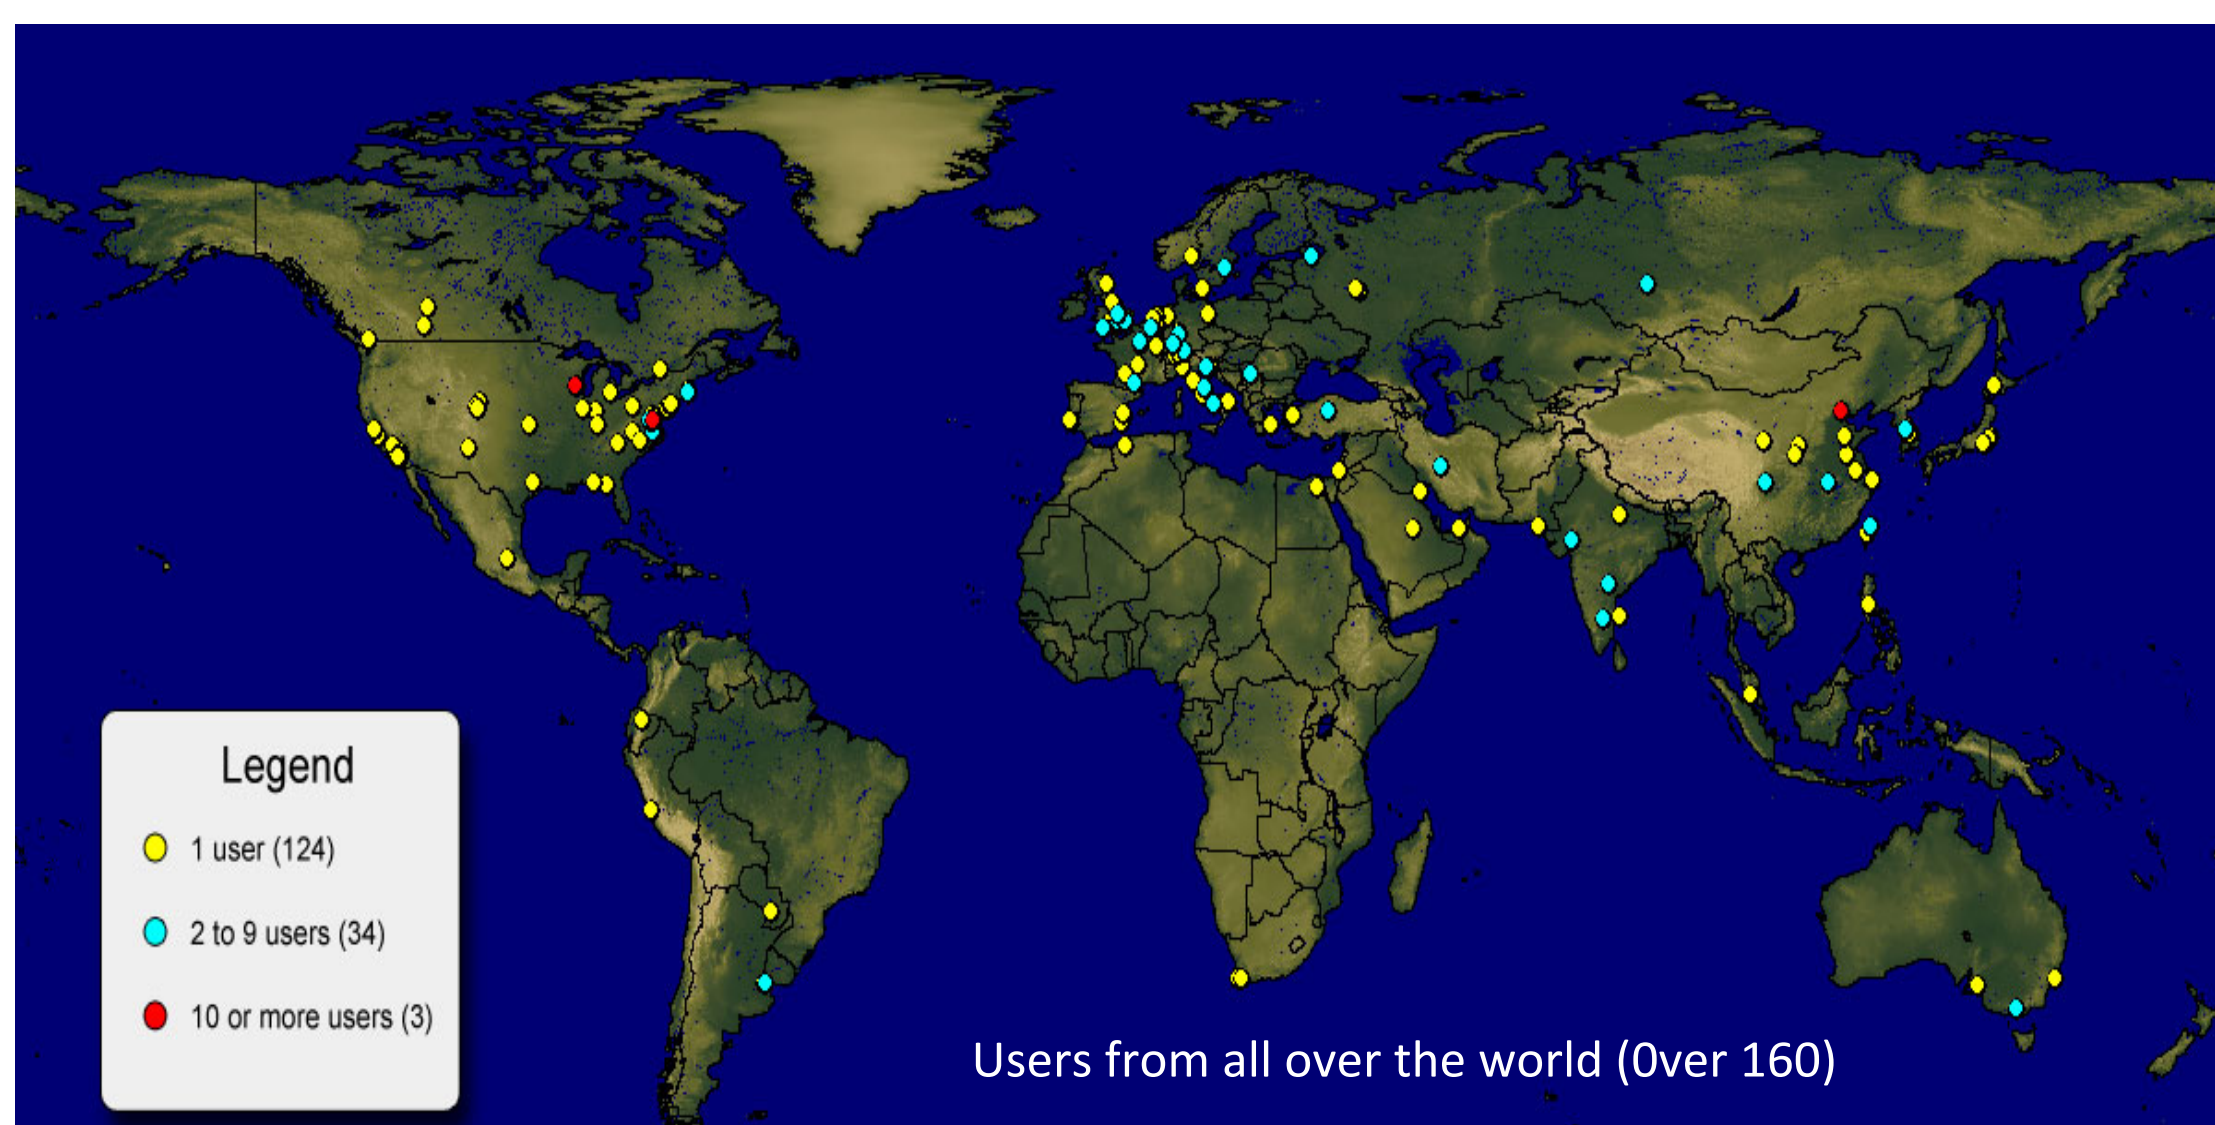 Legend
1 user (124)
2 to 9 users (34)
10 or more users (3)
Users from all over the world (0ver 160)